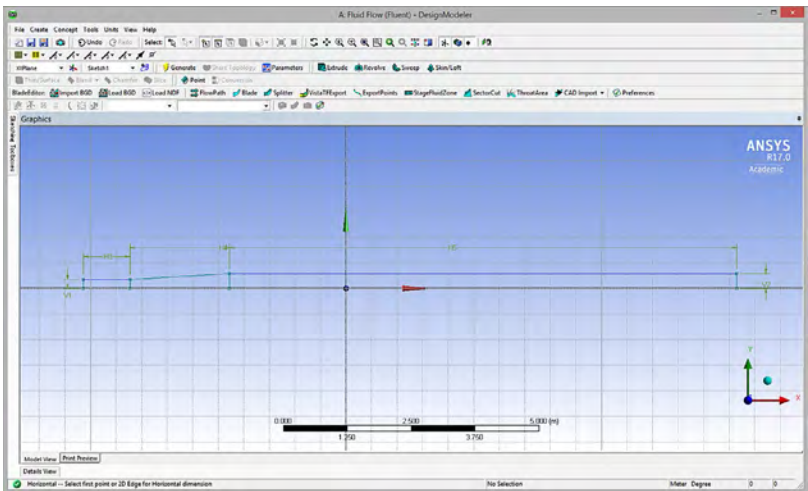 A: Fluid Flow (Fluent) - DesignModeler
File Create Concept Tools Units View Help
Undo Redo Select:
XYPlane Sketch1 Generate Share Topology Parameters Extrude Revolve Sweep Skin/Loft
Thin/Surface Blend Chamfer Slice Point Conversion
BladeEditor: Import BGD Load BGD Load NDF FlowPath Blade Splitter VistaTFExport ExportPoints StageFluidZone SectorCut ThroatArea CAD Import Preferences
Graphics
Sketching Toolboxes
ANSYS
R17.0
Academic
V1
Y
X
0.000 2.500 5.000 (m)
1.250 3.750
Model View Print Preview
Details View
Horizontal -- Select first point or 2D Edge for Horizontal dimension No Selection Meter Degree 0 0